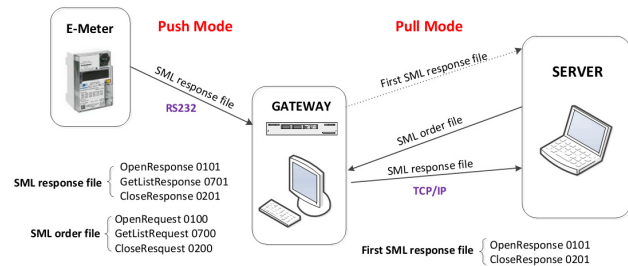 E-Meter
Push Mode
Pull Mode
SML response file
RS232
GATEWAY
First SML response file
SERVER
SML order file
SML response file
TCP/IP
SML response file
OpenResponse 0101
GetListResponse 0701
CloseResponse 0201
SML order file
OpenRequest 0100
GetListRequest 0700
CloseResquest 0200
First SML response file
OpenResponse 0101
CloseResponse 0201